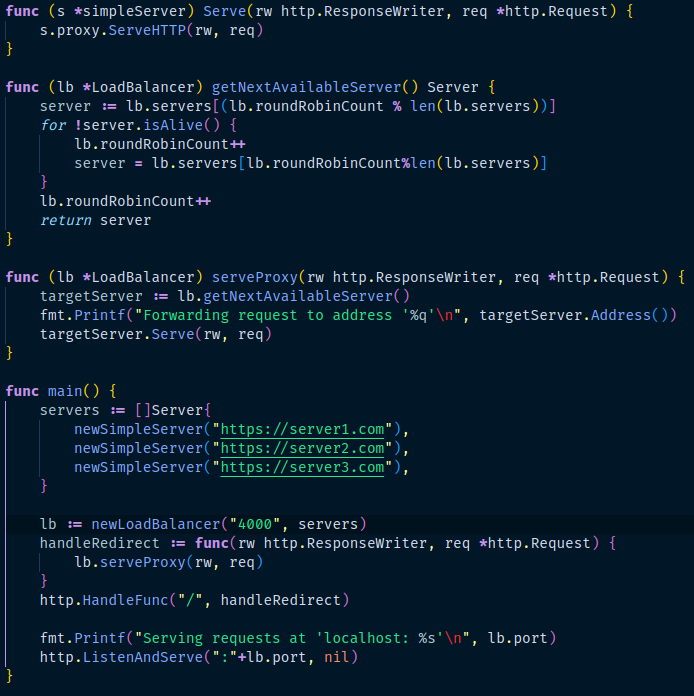 func (s *simpleServer) Serve(rw http.ResponseWriter, req *http.Request) {
    s.proxy.ServeHTTP(rw, req)
}

func (lb *LoadBalancer) getNextAvailableServer() Server {
    server := lb.servers[(lb.roundRobinCount % len(lb.servers))]
    for !server.isAlive() {
        lb.roundRobinCount++
        server = lb.servers[lb.roundRobinCount%len(lb.servers)]
    }
    lb.roundRobinCount++
    return server
}

func (lb *LoadBalancer) serveProxy(rw http.ResponseWriter, req *http.Request) {
    targetServer := lb.getNextAvailableServer()
    fmt.Printf("Forwarding request to address '%q'\n", targetServer.Address())
    targetServer.Serve(rw, req)
}

func main() {
    servers := []Server{
        newSimpleServer("https://server1.com"),
        newSimpleServer("https://server2.com"),
        newSimpleServer("https://server3.com"),
    }

    lb := newLoadBalancer("4000", servers)
    handleRedirect := func(rw http.ResponseWriter, req *http.Request) {
        lb.serveProxy(rw, req)
    }
    http.HandleFunc("/", handleRedirect)

    fmt.Printf("Serving requests at 'localhost: %s'\n", lb.port)
    http.ListenAndServe(":"+lb.port, nil)
}